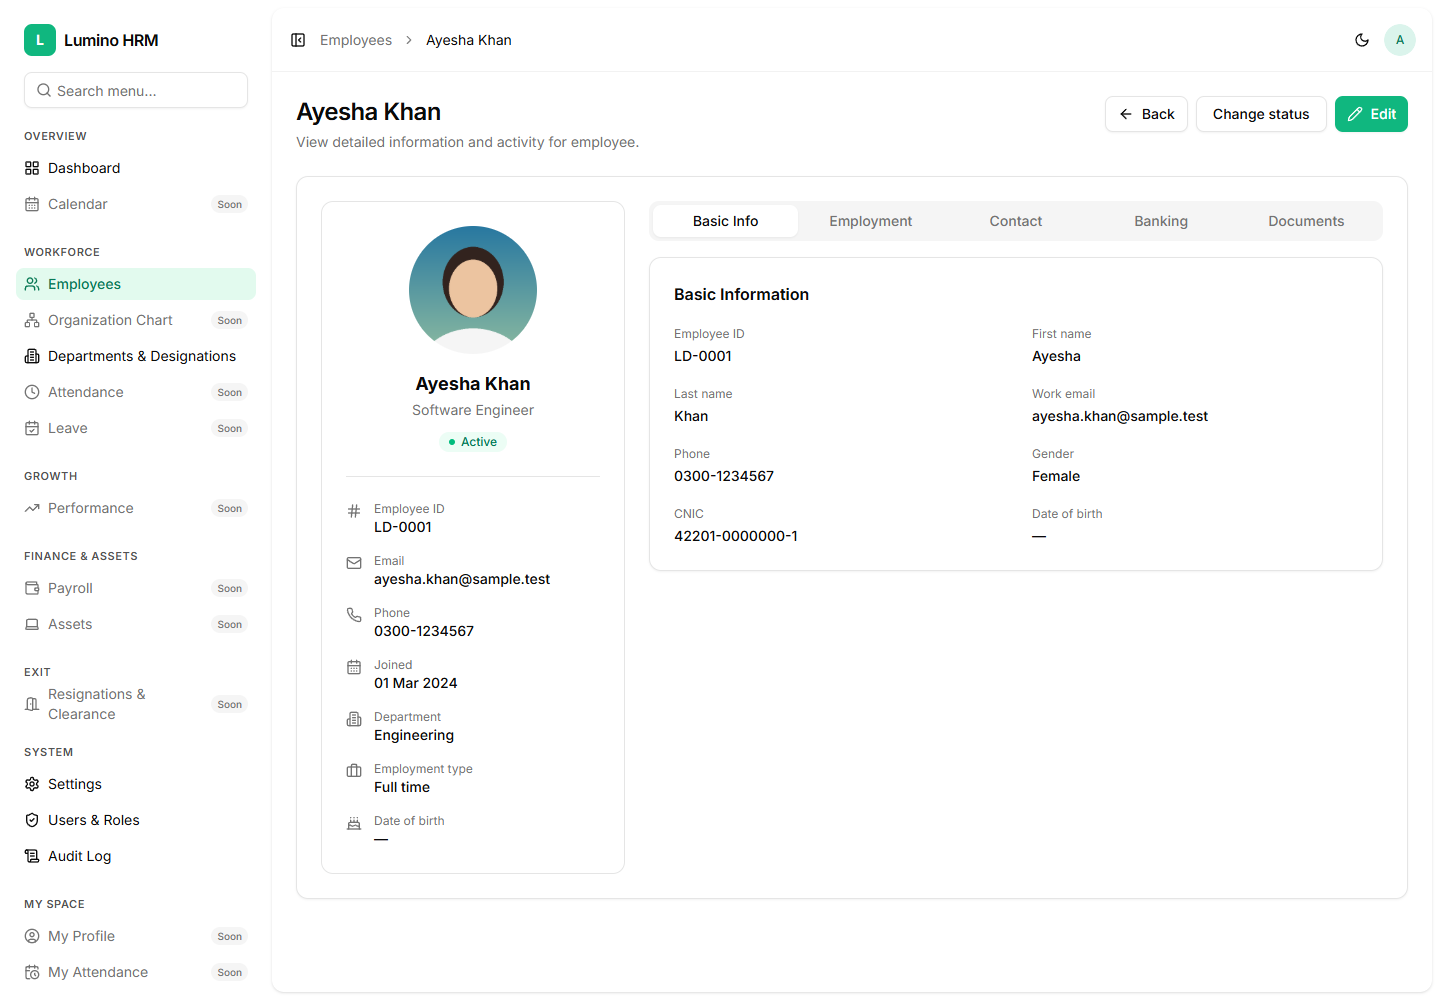 L
Lumino HRM
Search menu...
OVERVIEW
Dashboard
Calendar
Soon
WORKFORCE
Employees
Organization Chart
Soon
Departments & Designations
Attendance
Soon
Leave
Soon
GROWTH
Performance
Soon
FINANCE & ASSETS
Payroll
Soon
Assets
Soon
EXIT
Resignations &
Clearance
Soon
SYSTEM
Settings
Users & Roles
Audit Log
MY SPACE
My Profile
Soon
My Attendance
Soon
Employees
Ayesha Khan
A
Ayesha Khan
View detailed information and activity for employee.
Back
Change status
Edit
Ayesha Khan
Software Engineer
Active
Employee ID
LD-0001
Email
ayesha.khan@sample.test
Phone
0300-1234567
Joined
01 Mar 2024
Department
Engineering
Employment type
Full time
Date of birth
—
Basic Info
Employment
Contact
Banking
Documents
Basic Information
Employee ID
LD-0001
First name
Ayesha
Last name
Khan
Work email
ayesha.khan@sample.test
Phone
0300-1234567
Gender
Female
CNIC
42201-0000000-1
Date of birth
—